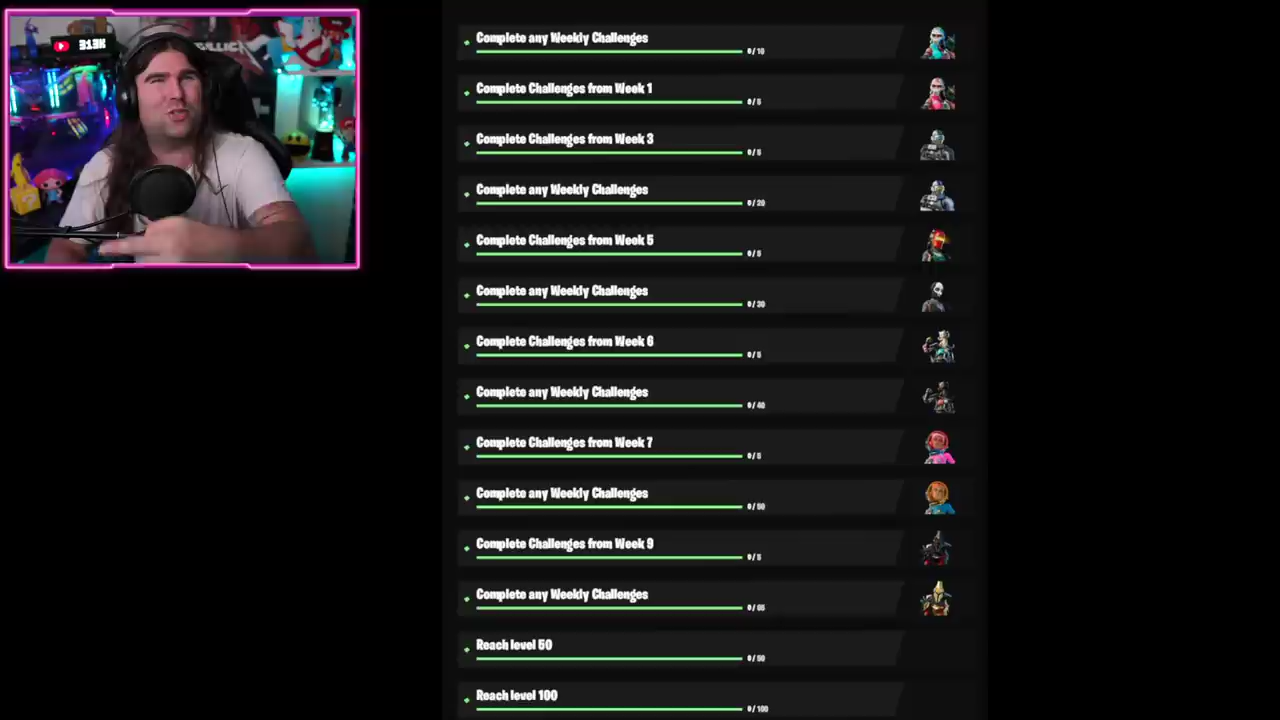 313K
Complete any Weekly Challenges
0/10
Complete Challenges from Week 1
0/5
Complete Challenges from Week 3
0/5
Complete any Weekly Challenges
0/20
Complete Challenges from Week 5
0/5
Complete any Weekly Challenges
0/30
Complete Challenges from Week 6
0/5
Complete any Weekly Challenges
0/40
Complete Challenges from Week 7
0/5
Complete any Weekly Challenges
0/50
Complete Challenges from Week 9
0/5
Complete any Weekly Challenges
0/65
Reach level 50
0/50
Reach level 100
0/100